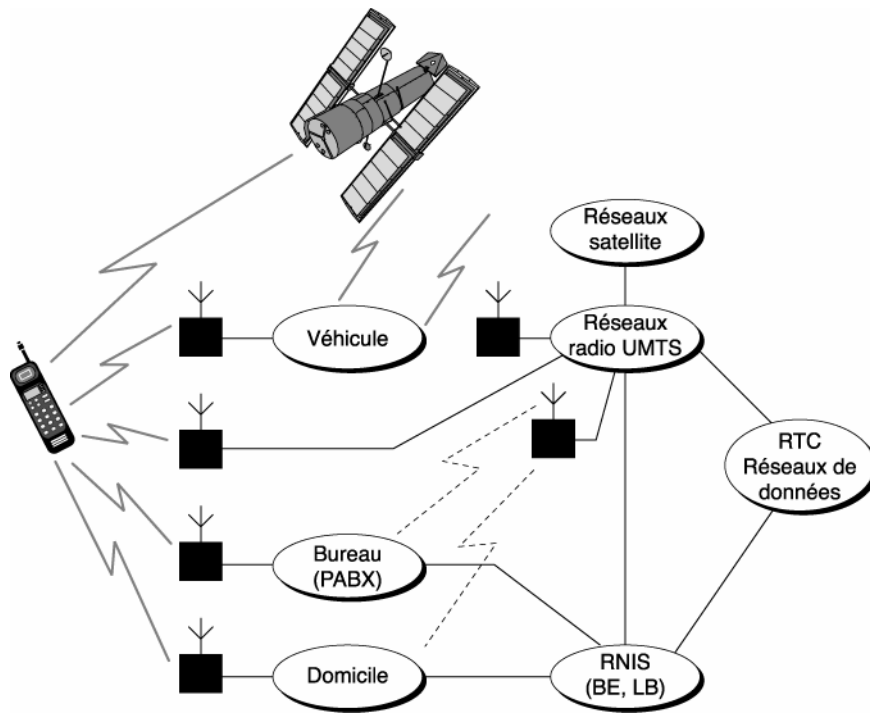 Réseaux
satellite
Véhicule
Réseaux
radio UMTS
RTC
Réseaux de
données
Bureau
(PABX)
Domicile
RNIS
(BE, LB)